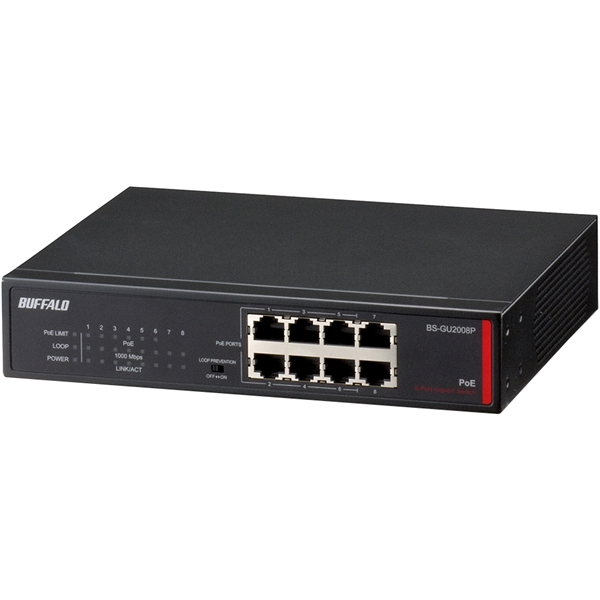 BUFFALO
PoE LIMIT
LOOP
POWER
1 2 3 4 5 6 7 8
PoE
1000 Mbps
LINK/ACT
PoE PORTS
LOOP PREVENTION
OFF ON
1 3 5 7
2 4 6 8
BS-GU2008P
PoE